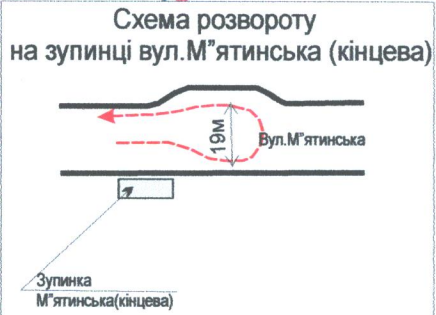 Схема розвороту
на зупинці вул.М"ятинська (кінцева)
19м
Вул.М"ятинська
Зупинка
М"ятинська(кінцева)